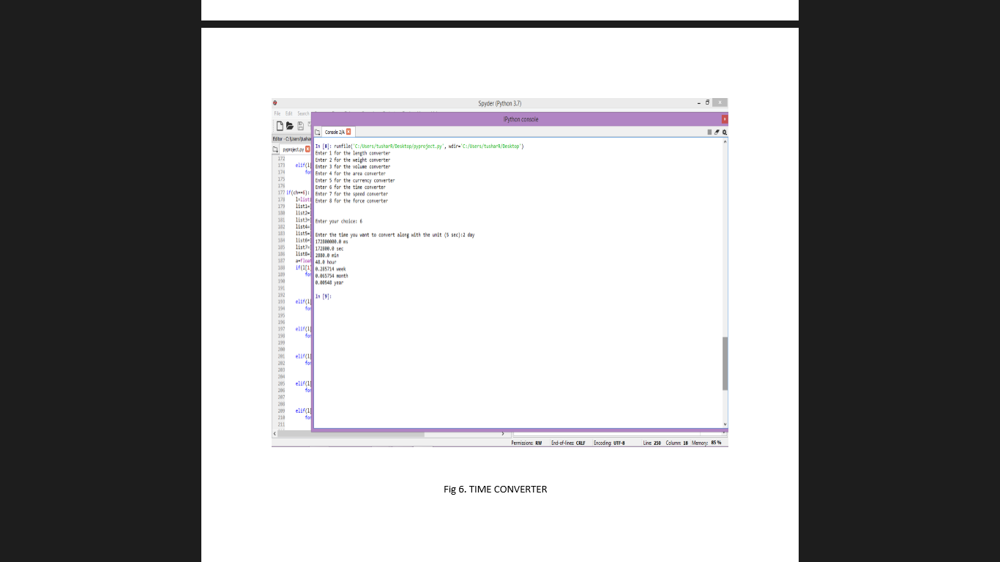 Spyder (Python 3.7)
File Edit Search
IPython console
Console 2/A
Editor - C:\Users\tushar
pyproject.py
In [8]: runfile('C:/Users/tusharR/Desktop/pyproject.py', wdir='C:/Users/tusharR/Desktop')
Enter 1 for the length converter
Enter 2 for the weight converter
Enter 3 for the volume converter
Enter 4 for the area converter
Enter 5 for the currency converter
Enter 6 for the time converter
Enter 7 for the speed converter
Enter 8 for the force converter
Enter your choice: 6
Enter the time you want to convert along with the unit (5 sec):2 day
172800000.0 ms
172800.0 sec
2880.0 min
48.0 hour
0.285714 week
0.065754 month
0.00548 year
In [9]:
172
173 elif(l[
174 for
175
176
177 if(ch==6):
178 l=list(
179 list1=[
180 list2=[
181 list3=[
182 list4=[
183 list5=[
184 list6=[
185 list7=[
186 list8=[
187 a=float
188 if(l[1]
189 for
190
191
192
193 elif(l[
194 for
195
196
197 elif(l[
198 for
199
200
201 elif(l[
202 for
203
204
205 elif(l[
206 for
207
208
209 elif(l[
210 for
211
Permissions: RW End-of-lines: CRLF Encoding: UTF-8 Line: 250 Column: 18 Memory: 85 %
Fig 6. TIME CONVERTER